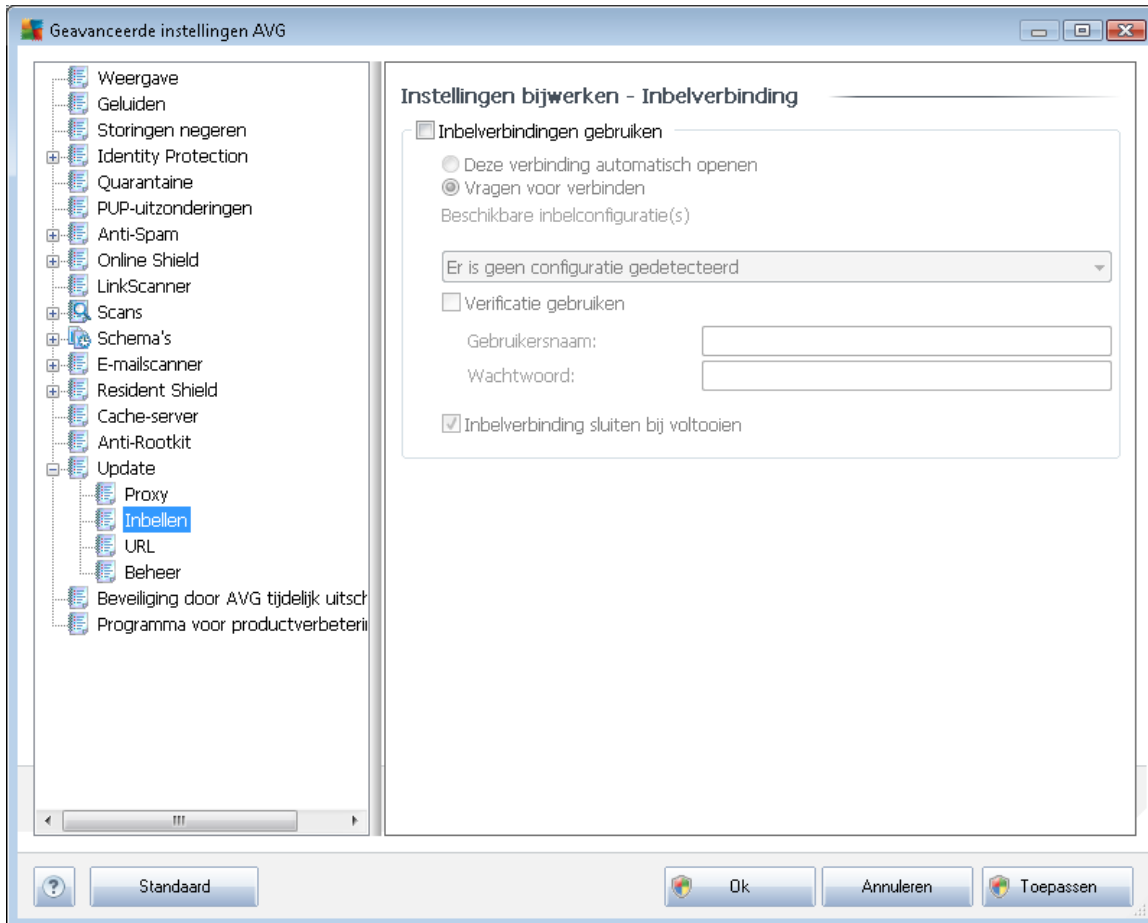 Geavanceerde instellingen AVG
Weergave
Geluiden
Storingen negeren
Identity Protection
Quarantaine
PUP-uitzonderingen
Anti-Spam
Online Shield
LinkScanner
Scans
Schema's
E-mailscanner
Resident Shield
Cache-server
Anti-Rootkit
Update
Proxy
Inbellen
URL
Beheer
Beveiliging door AVG tijdelijk uitsch
Programma voor productverbeteri
Instellingen bijwerken - Inbelverbinding
Inbelverbindingen gebruiken
Deze verbinding automatisch openen
Vragen voor verbinden
Beschikbare inbelconfiguratie(s)
Er is geen configuratie gedetecteerd
Verificatie gebruiken
Gebruikersnaam:
Wachtwoord:
Inbelverbinding sluiten bij voltooien
? Standaard Ok Annuleren Toepassen